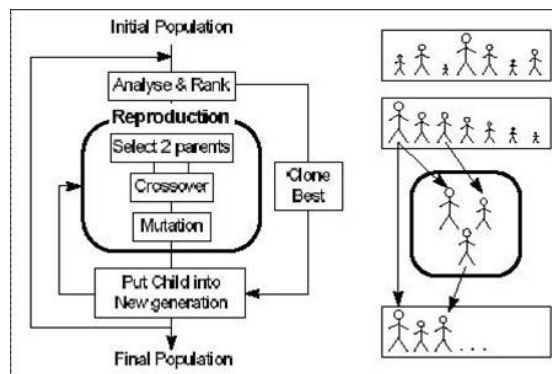 Initial Population
Analyse & Rank
Reproduction
Select 2 parents
Crossover
Mutation
Clone
Best
Put Child into
New generation
Final Population
. . .